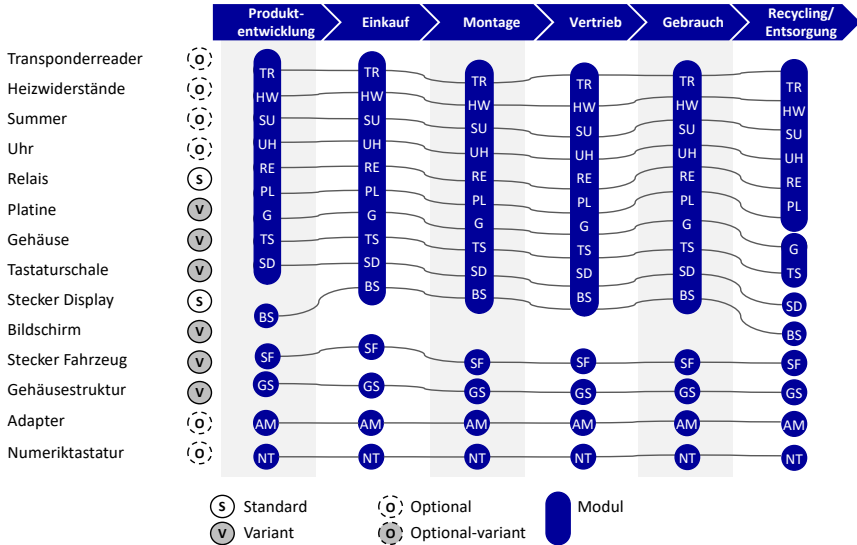 Produkt-
entwicklung
Einkauf
Montage
Vertrieb
Gebrauch
Recycling/
Entsorgung
Transponderreader O TR TR TR TR TR TR
Heizwiderstände O HW HW HW HW HW HW
Summer O SU SU SU SU SU SU
Uhr O UH UH UH UH UH UH
Relais S RE RE RE RE RE RE
Platine V PL PL PL PL PL PL
Gehäuse V G G G G G G
Tastaturschale V TS TS TS TS TS TS
Stecker Display S SD SD SD SD SD SD
Bildschirm V BS BS BS BS BS BS
Stecker Fahrzeug V SF SF SF SF SF SF
Gehäusestruktur V GS GS GS GS GS GS
Adapter O AM AM AM AM AM AM
Numeriktastatur O NT NT NT NT NT NT
S Standard O Optional Modul
V Variant O Optional-variant